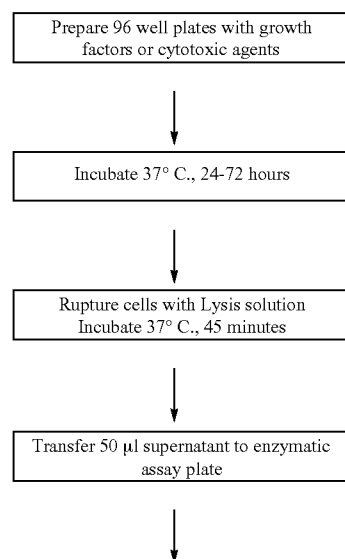 Prepare 96 well plates with growth
factors or cytotoxic agents
Incubate 37° C., 24-72 hours
Rupture cells with Lysis solution
Incubate 37° C., 45 minutes
Transfer 50 µl supernatant to enzymatic
assay plate